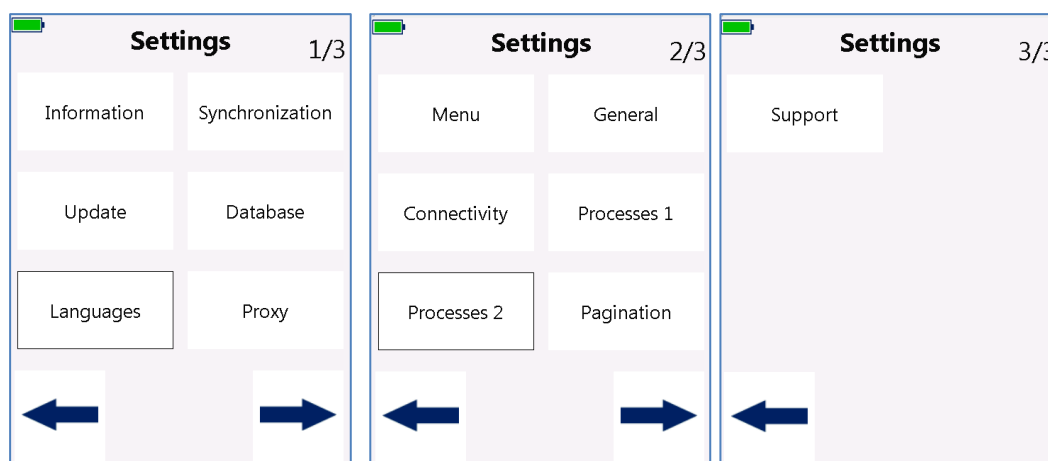 Settings
1/3
Information
Synchronization
Update
Database
Languages
Proxy
Settings
2/3
Menu
General
Connectivity
Processes 1
Processes 2
Pagination
Settings
3/3
Support